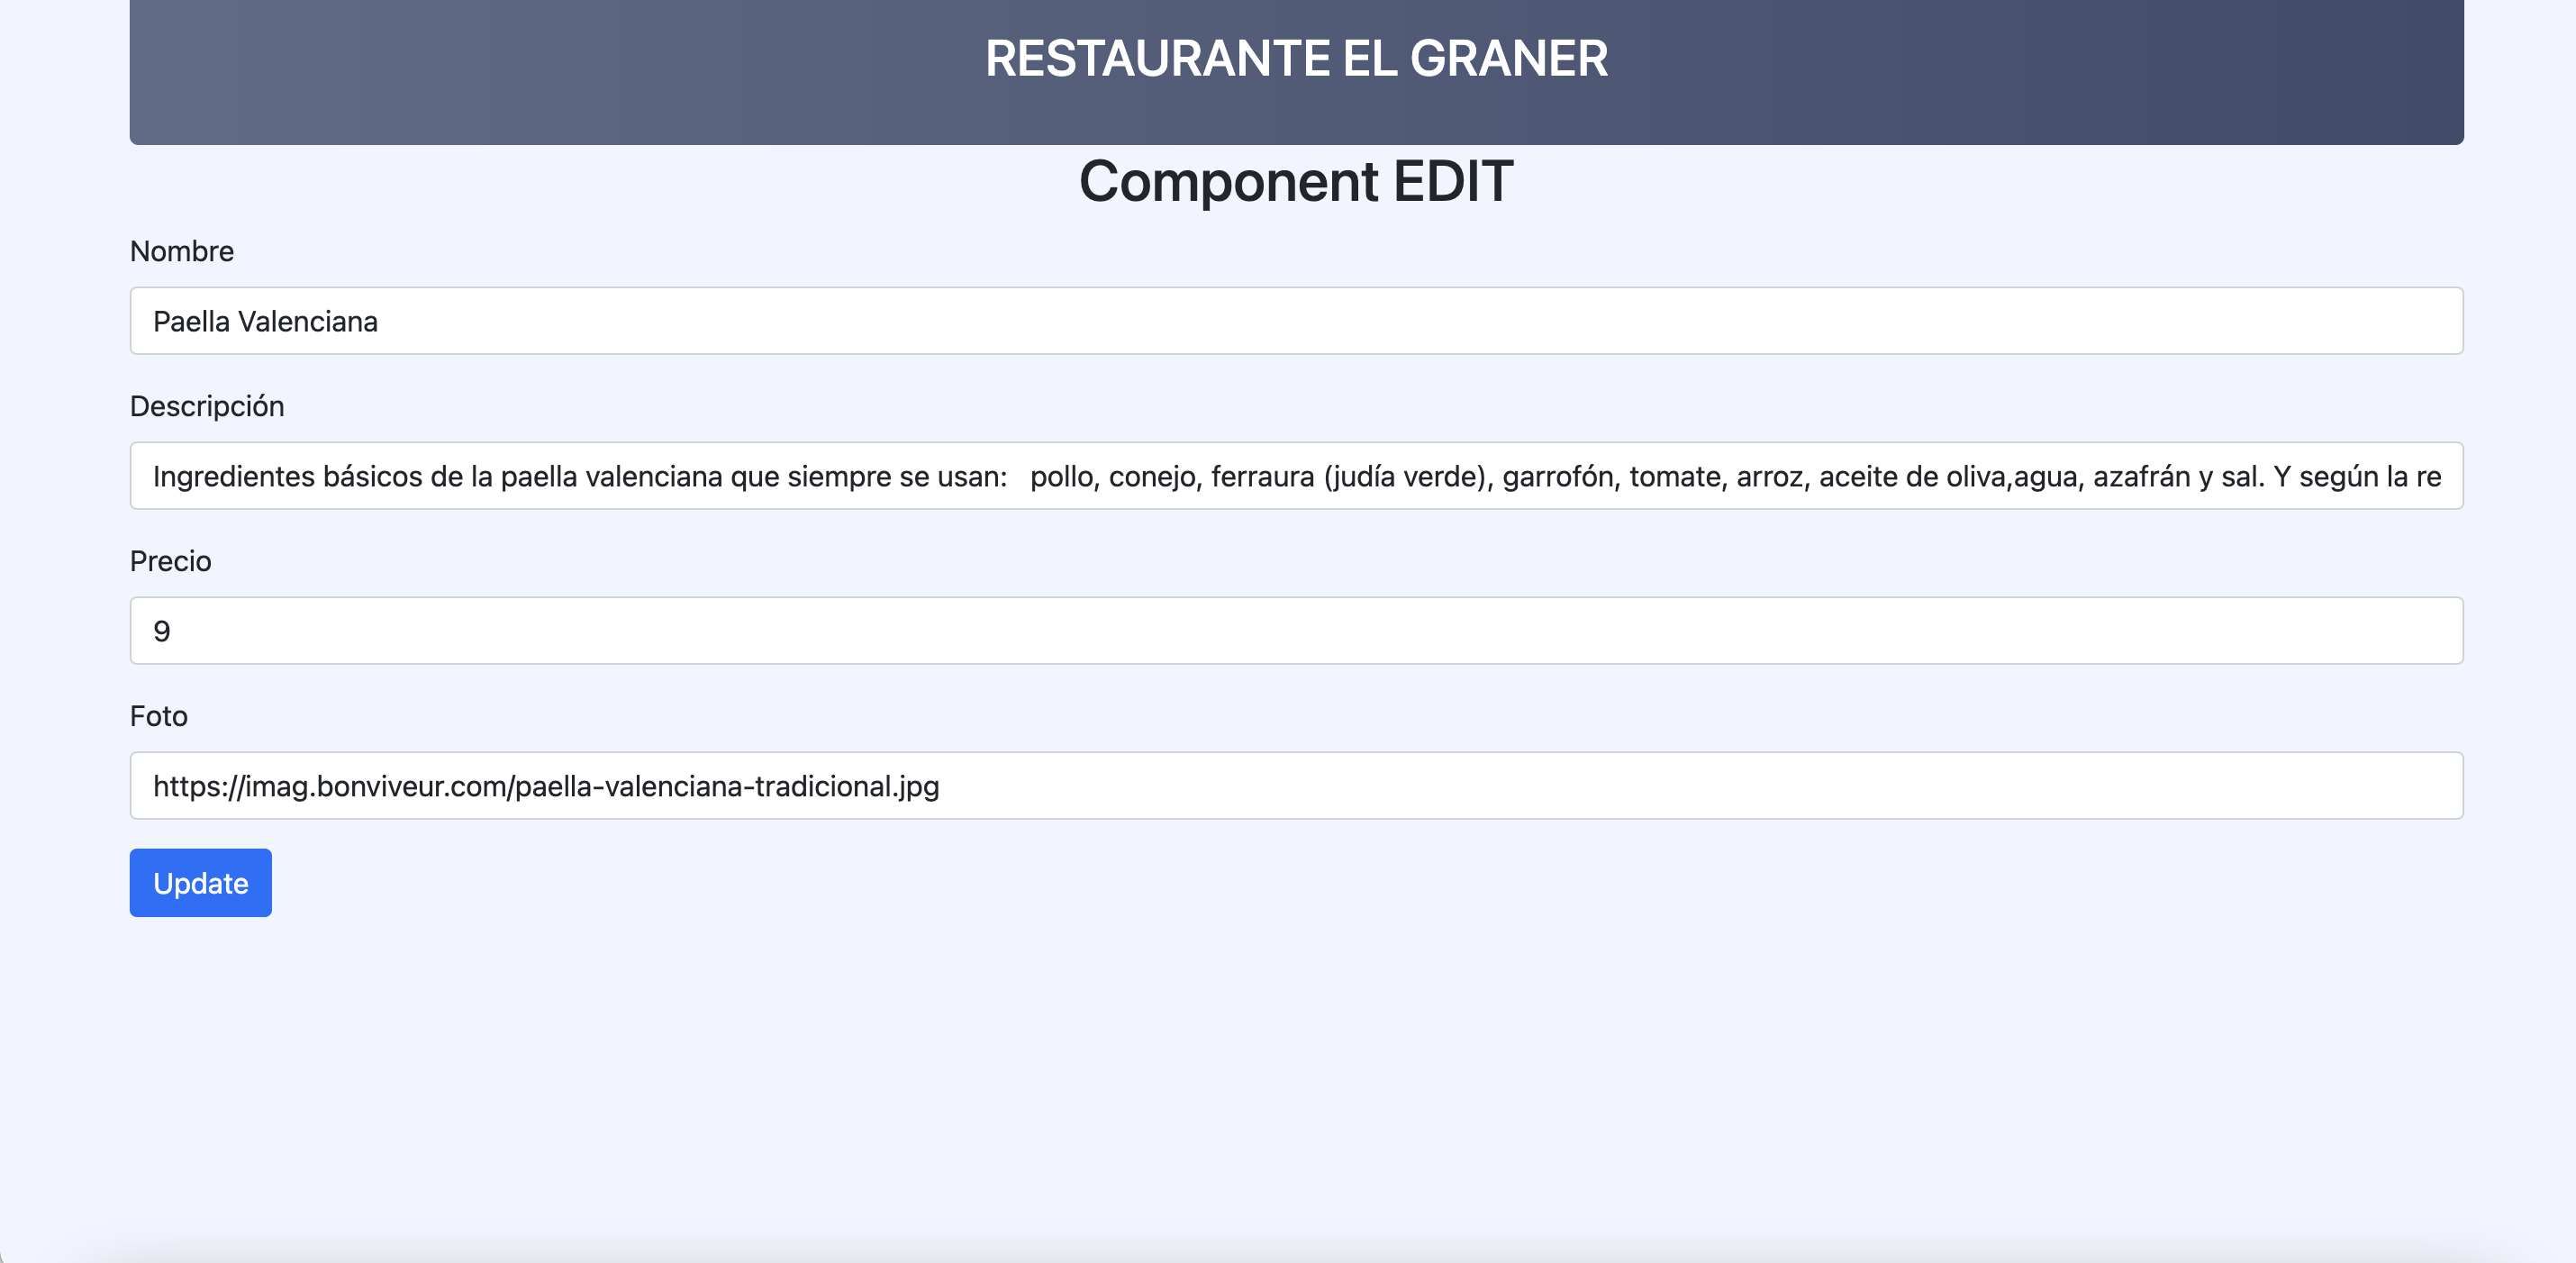 RESTAURANTE EL GRANER
Component EDIT
Nombre
Paella Valenciana
Descripción
Ingredientes básicos de la paella valenciana que siempre se usan:   pollo, conejo, ferraura (judía verde), garrofón, tomate, arroz, aceite de oliva,agua, azafrán y sal. Y según la re
Precio
9
Foto
https://imag.bonviveur.com/paella-valenciana-tradicional.jpg
Update